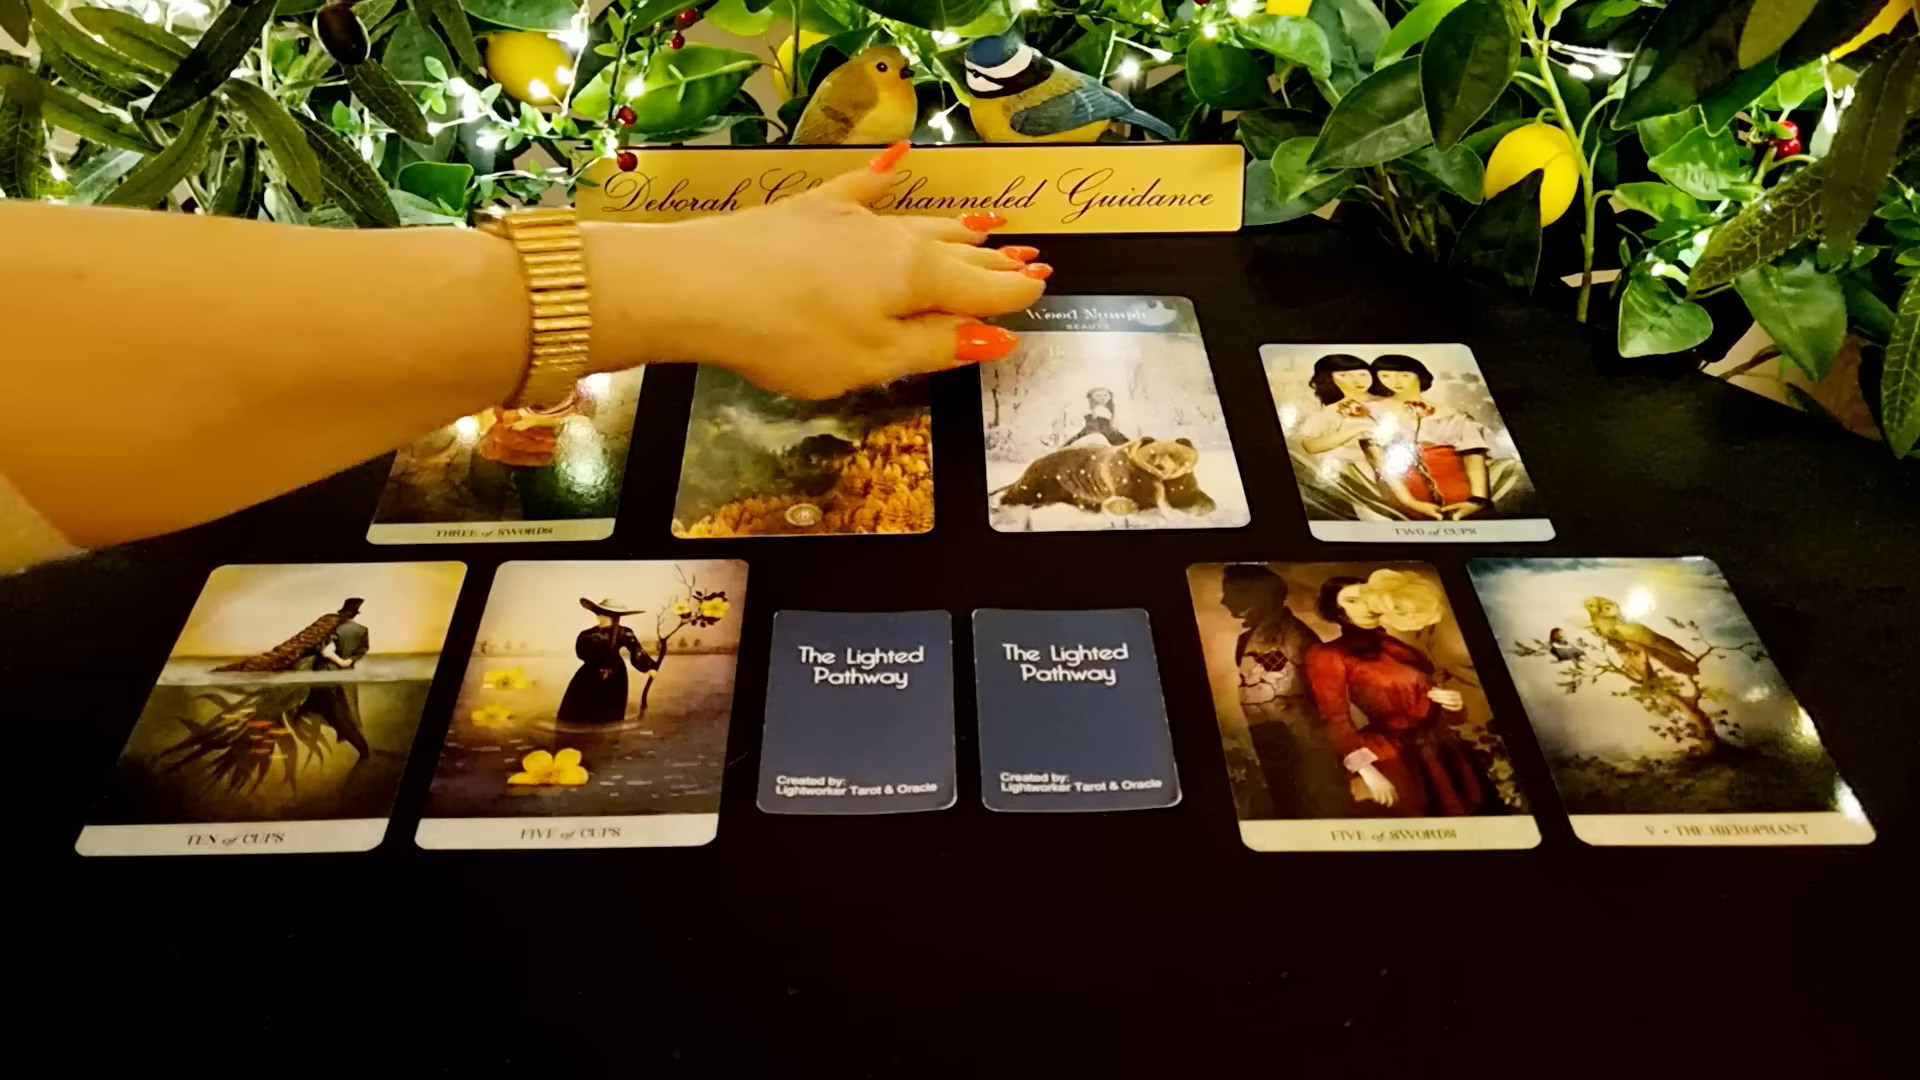 Deborah Channeled Guidance
Wood Nymph
BEAUTY
THREE of SWORDS
TWO of CUPS
The Lighted
Pathway
Created by:
Lightworker Tarot & Oracle
The Lighted
Pathway
Created by:
Lightworker Tarot & Oracle
TEN of CUPS
FIVE of CUPS
FIVE of SWORDS
V • THE HIEROPHANT